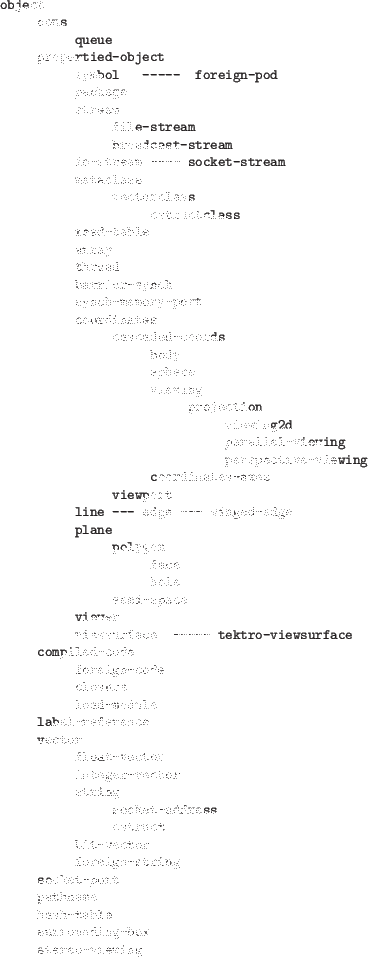 object
cons
queue
propertied-object
symbol ----- foreign-pod
package
stream
file-stream
broadcast-stream
io-stream ---- socket-stream
metaclass
vectorclass
cstructclass
read-table
array
thread
barrier-synch
synch-memory-port
coordinates
cascaded-coords
body
sphere
viewing
projection
viewing2d
parallel-viewing
perspective-viewing
coordinates-axes
viewport
line --- edge --- winged-edge
plane
polygon
face
hole
semi-space
viewer
viewsurface ----- tektro-viewsurface
compiled-code
foreign-code
closure
load-module
label-reference
vector
float-vector
integer-vector
string
socket-address
cstruct
bit-vector
foreign-string
socket-port
pathname
hash-table
surrounding-box
stereo-viewing